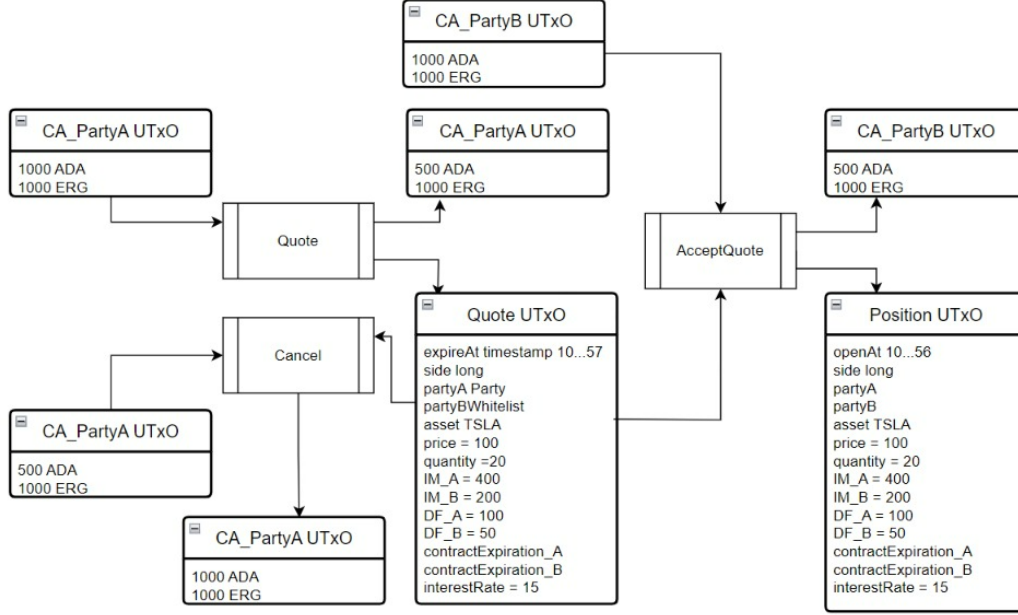 CA_PartyB UTxO
1000 ADA
1000 ERG
CA_PartyA UTxO
1000 ADA
1000 ERG
CA_PartyA UTxO
500 ADA
1000 ERG
CA_PartyB UTxO
500 ADA
1000 ERG
Quote
AcceptQuote
Cancel
Quote UTxO
expireAt timestamp 10...57
side long
partyA Party
partyBWhitelist
asset TSLA
price = 100
quantity =20
IM_A = 400
IM_B = 200
DF_A = 100
DF_B = 50
contractExpiration_A
contractExpiration_B
interestRate = 15
Position UTxO
openAt 10...56
side long
partyA
partyB
asset TSLA
price = 100
quantity = 20
IM_A = 400
IM_B = 200
DF_A = 100
DF_B = 50
contractExpiration_A
contractExpiration_B
interestRate = 15
CA_PartyA UTxO
500 ADA
1000 ERG
CA_PartyA UTxO
1000 ADA
1000 ERG